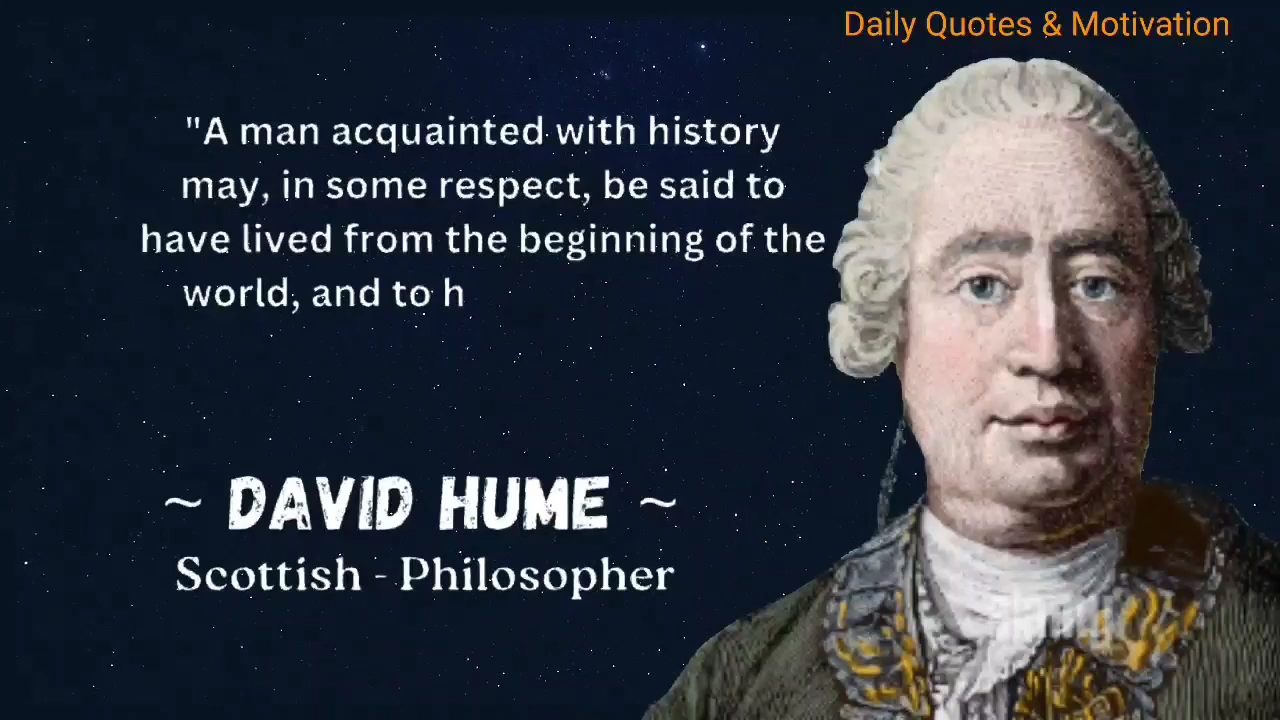 Daily Quotes & Motivation
"A man acquainted with history
may, in some respect, be said to
have lived from the beginning of the
world, and to h
~ DAVID HUME ~
Scottish - Philosopher